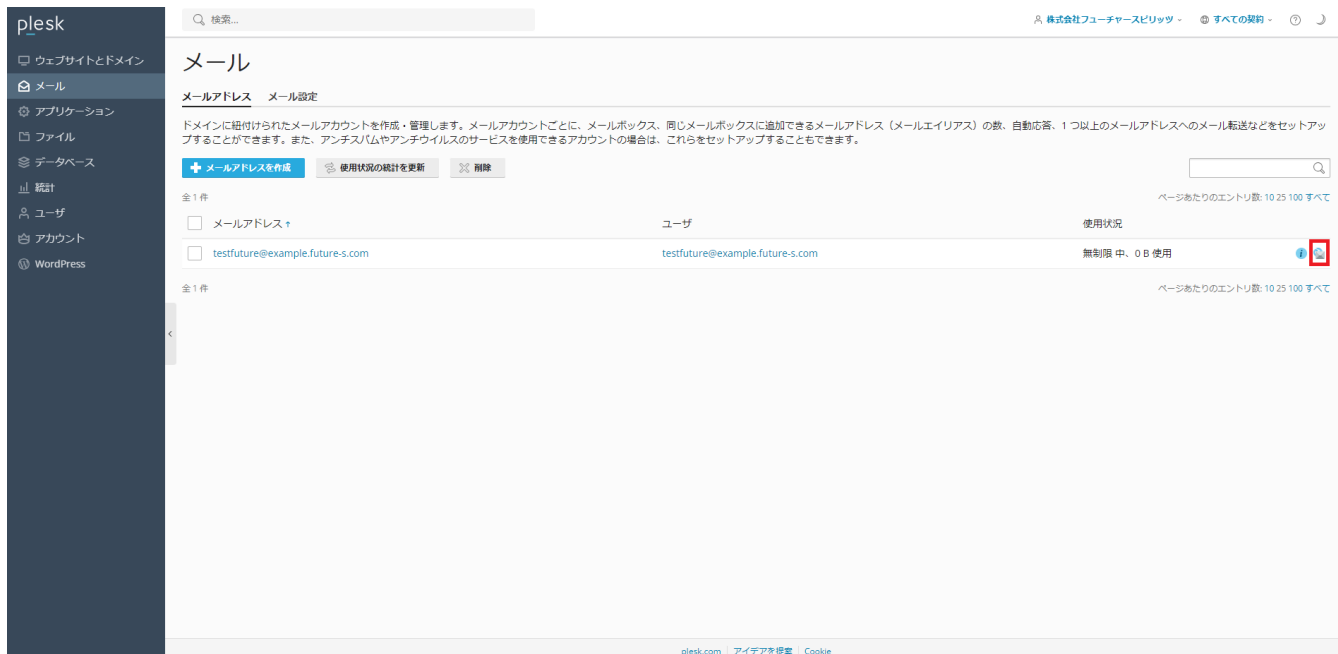 plesk
検索...
株式会社フューチャースピリッツ
すべての契約
ウェブサイトとドメイン
メール
アプリケーション
ファイル
データベース
統計
ユーザ
アカウント
WordPress
メール
メールアドレス メール設定
ドメインに紐付けられたメールアカウントを作成・管理します。メールアカウントごとに、メールボックス、同じメールボックスに追加できるメールアドレス（メールエイリアス）の数、自動応答、1 つ以上のメールアドレスへのメール転送などをセットアッ
プすることができます。また、アンチスパムやアンチウイルスのサービスを使用できるアカウントの場合は、これらをセットアップすることもできます。
メールアドレスを作成 使用状況の統計を更新 削除
全 1 件 ページあたりのエントリ数: 10 25 100 すべて
メールアドレス ↑ ユーザ 使用状況
testfuture@example.future-s.com testfuture@example.future-s.com 無制限 中、0 B 使用
全 1 件 ページあたりのエントリ数: 10 25 100 すべて
plesk.com アイデアを提案 Cookie